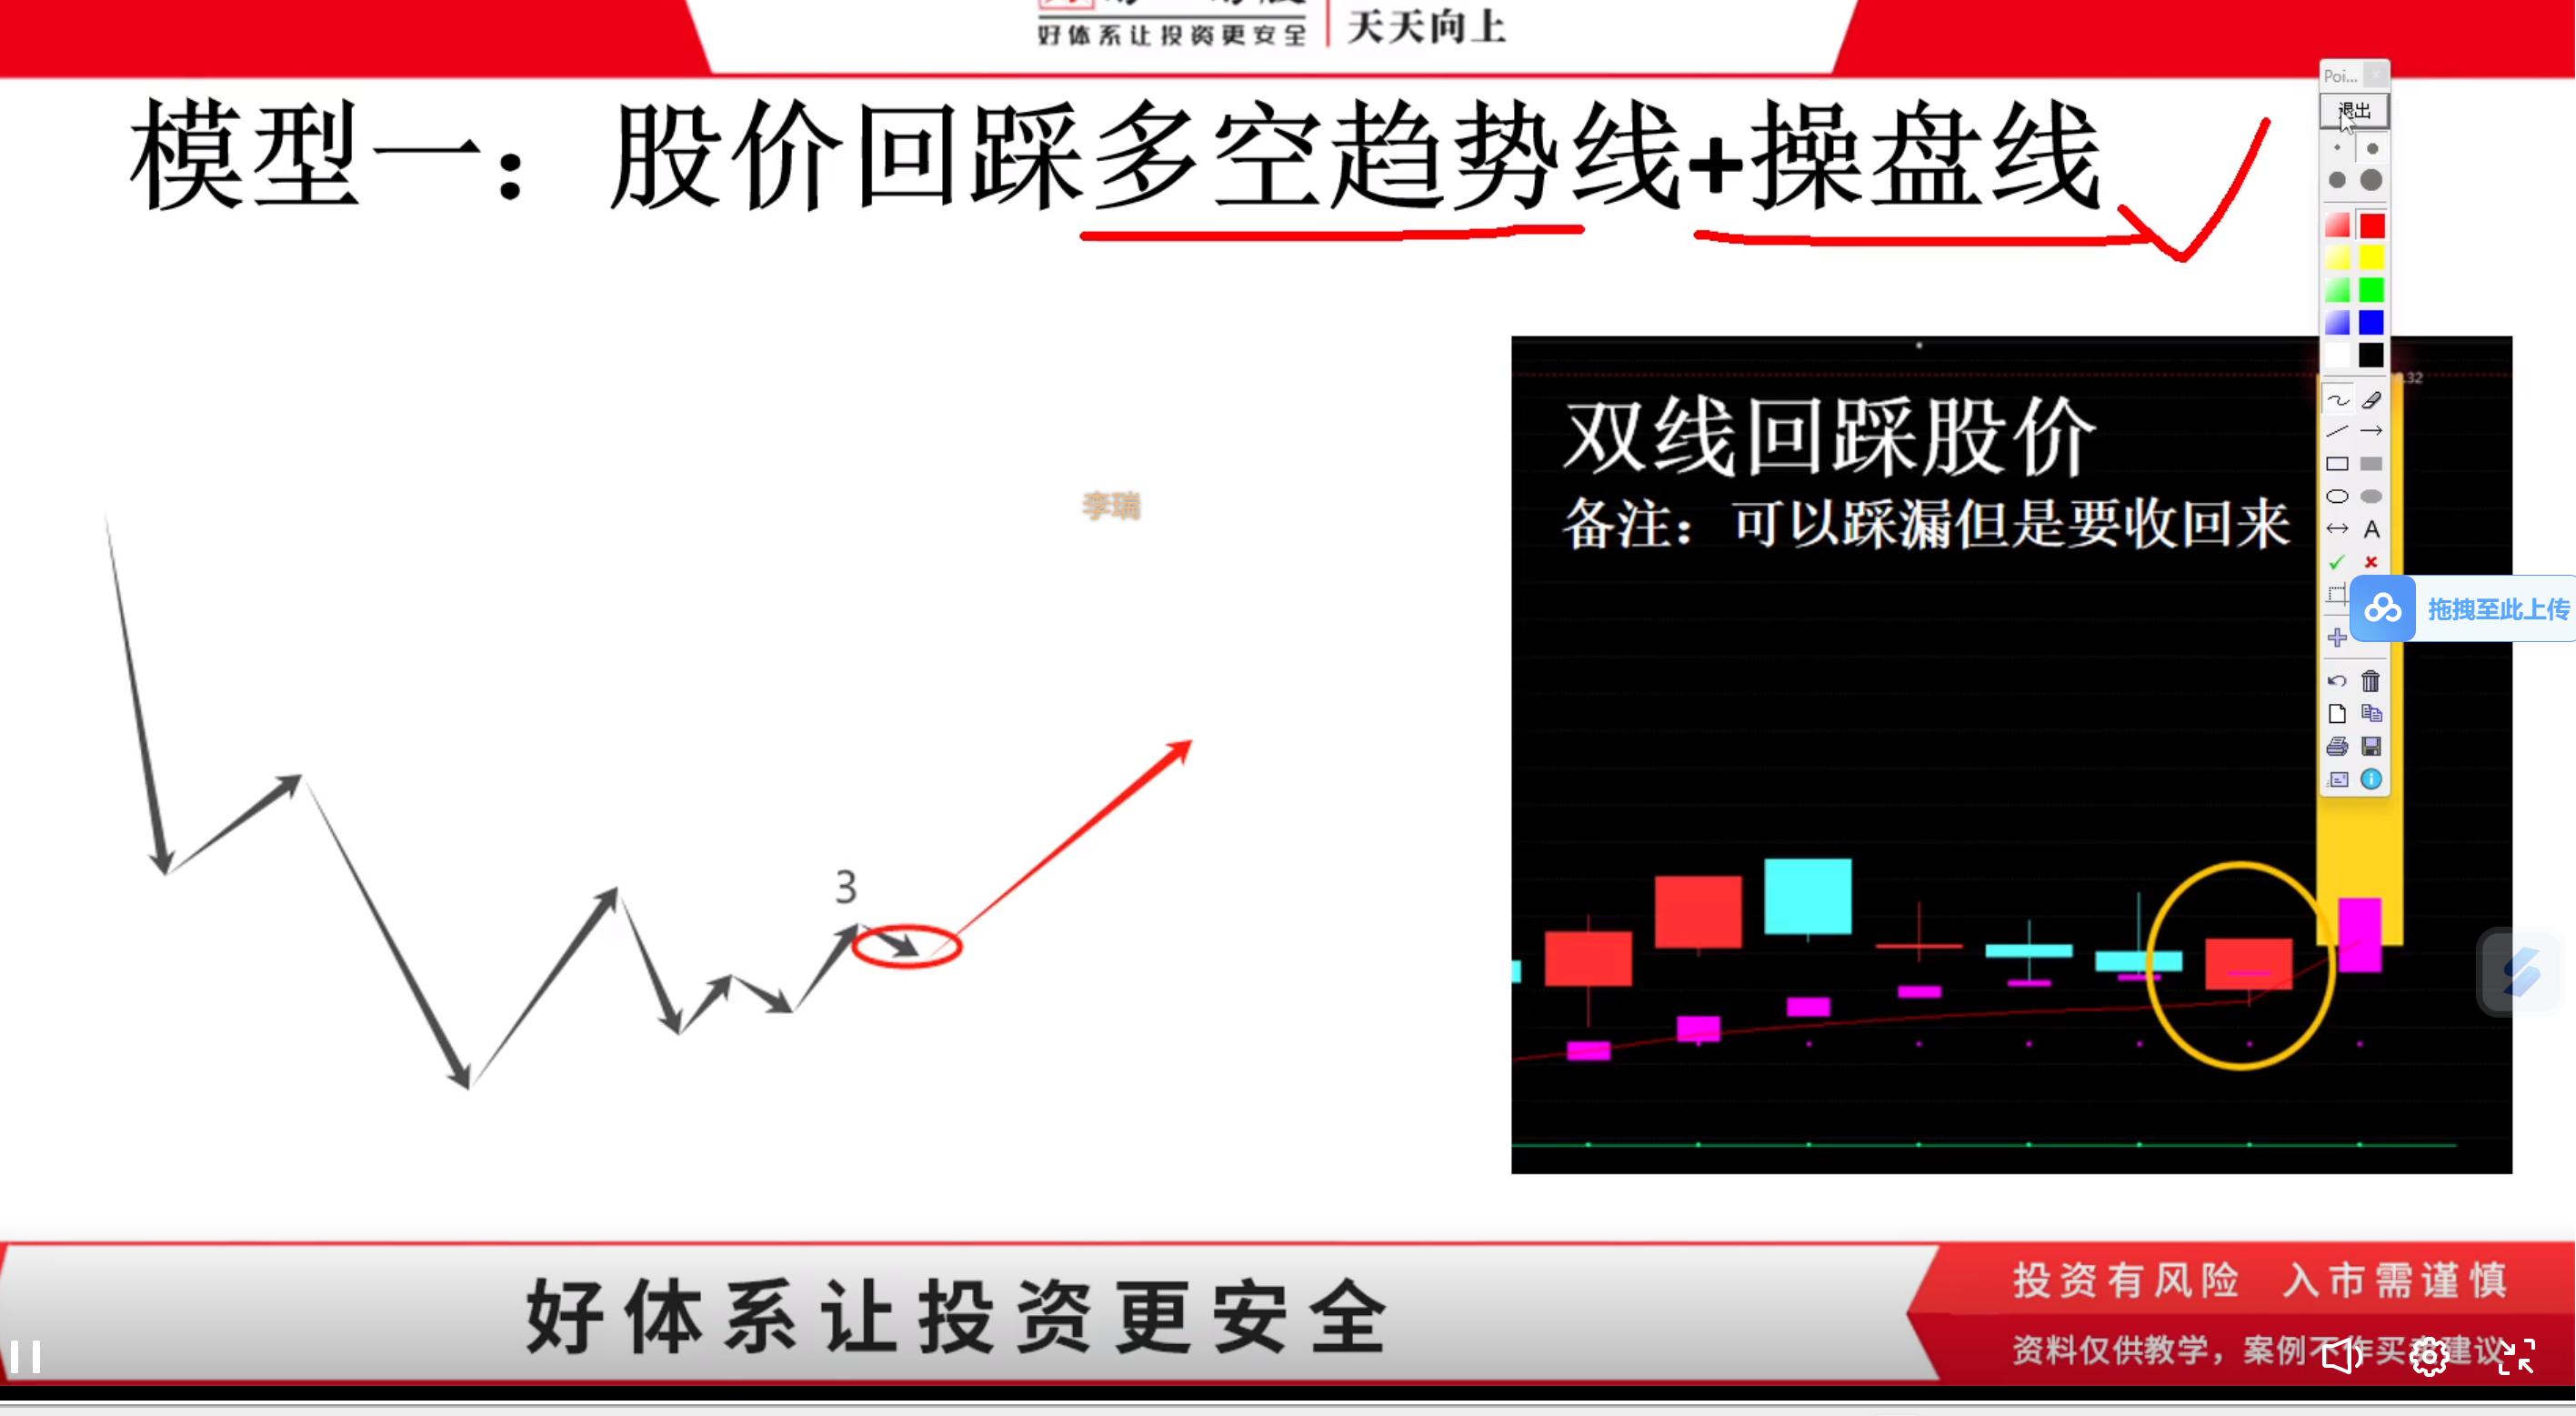 好体系让投资更安全
天天向上
模型一：股价回踩多空趋势线+操盘线
Poi...
退出
.32
双线回踩股价
备注：可以踩漏但是要收回来
李瑞
A
拖拽至此上传
3
好体系让投资更安全
投资有风险 入市需谨慎
资料仅供教学，案例不作买卖建议